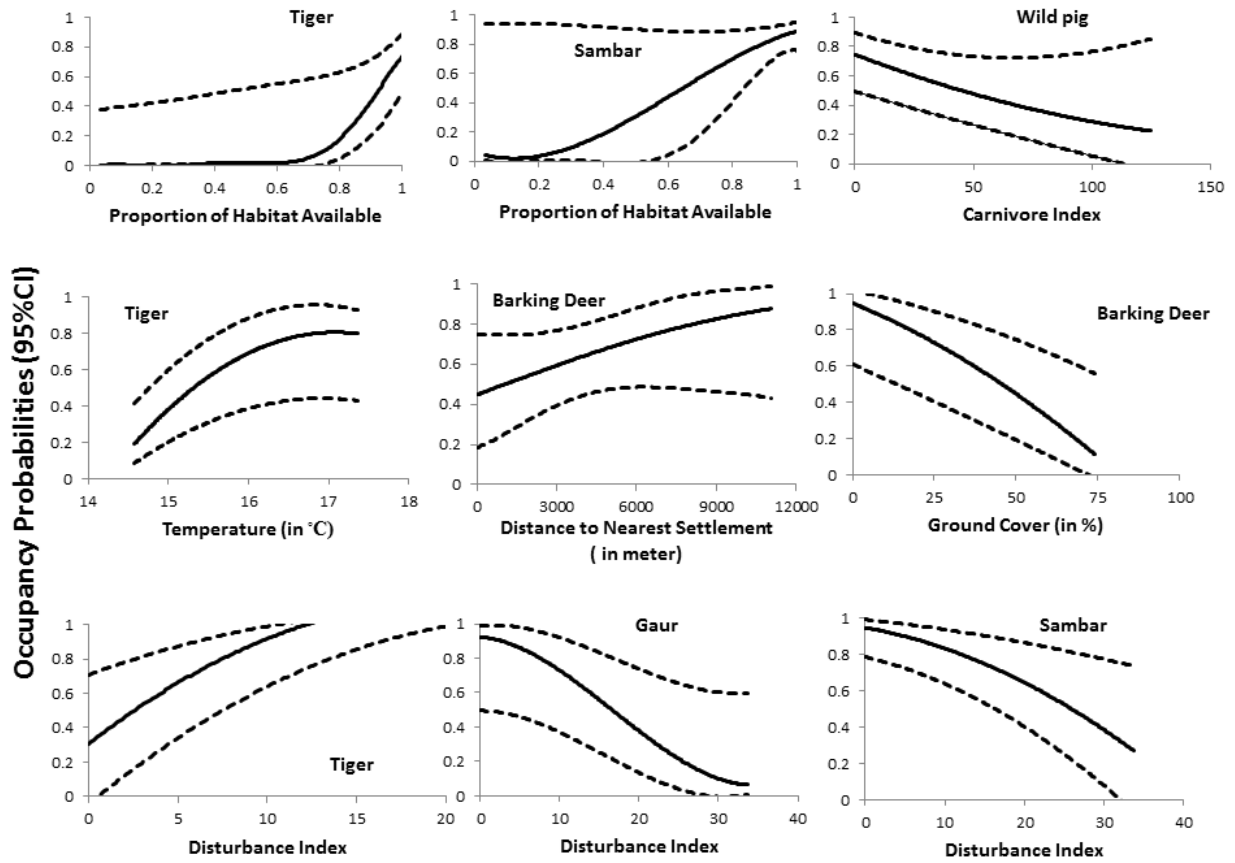 Occupancy Probabilities (95%CI)
Tiger
1
0.8
0.6
0.4
0.2
0
0 0.2 0.4 0.6 0.8 1
Proportion of Habitat Available
Sambar
1
0.8
0.6
0.4
0.2
0
0 0.2 0.4 0.6 0.8 1
Proportion of Habitat Available
Wild pig
1
0.8
0.6
0.4
0.2
0
0 50 100 150
Carnivore Index
Tiger
1
0.8
0.6
0.4
0.2
0
14 15 16 17 18
Temperature (in °C)
Barking Deer
1
0.8
0.6
0.4
0.2
0
0 3000 6000 9000 12000
Distance to Nearest Settlement
( in meter)
Barking Deer
1
0.8
0.6
0.4
0.2
0
0 25 50 75 100
Ground Cover (in %)
1
0.8
0.6
0.4
0.2
0
Tiger
0 5 10 15 20
Disturbance Index
Gaur
1
0.8
0.6
0.4
0.2
0
0 10 20 30 40
Disturbance Index
Sambar
1
0.8
0.6
0.4
0.2
0
0 10 20 30 40
Disturbance Index